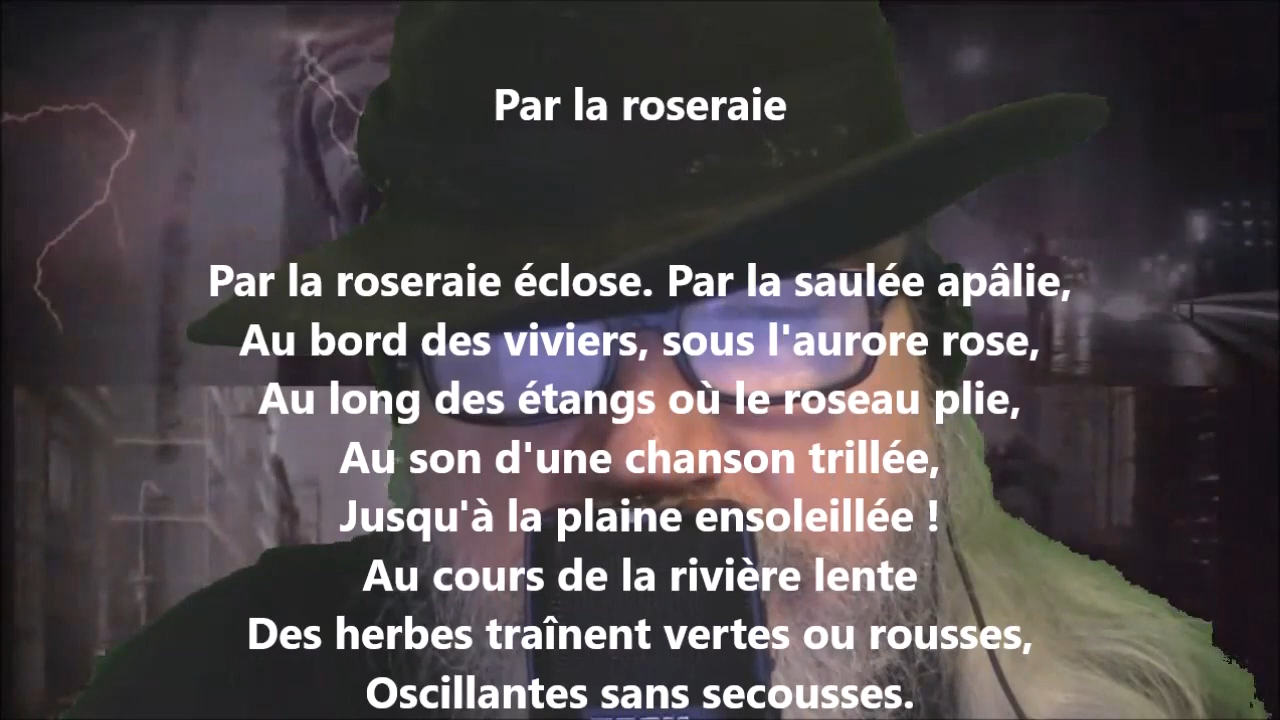 Par la roseraie
Par la roseraie éclose. Par la saulée apâlie,
Au bord des viviers, sous l'aurore rose,
Au long des étangs où le roseau plie,
Au son d'une chanson trillée,
Jusqu'à la plaine ensoleillée !
Au cours de la rivière lente
Des herbes traînent vertes ou rousses,
Oscillantes sans secousses.